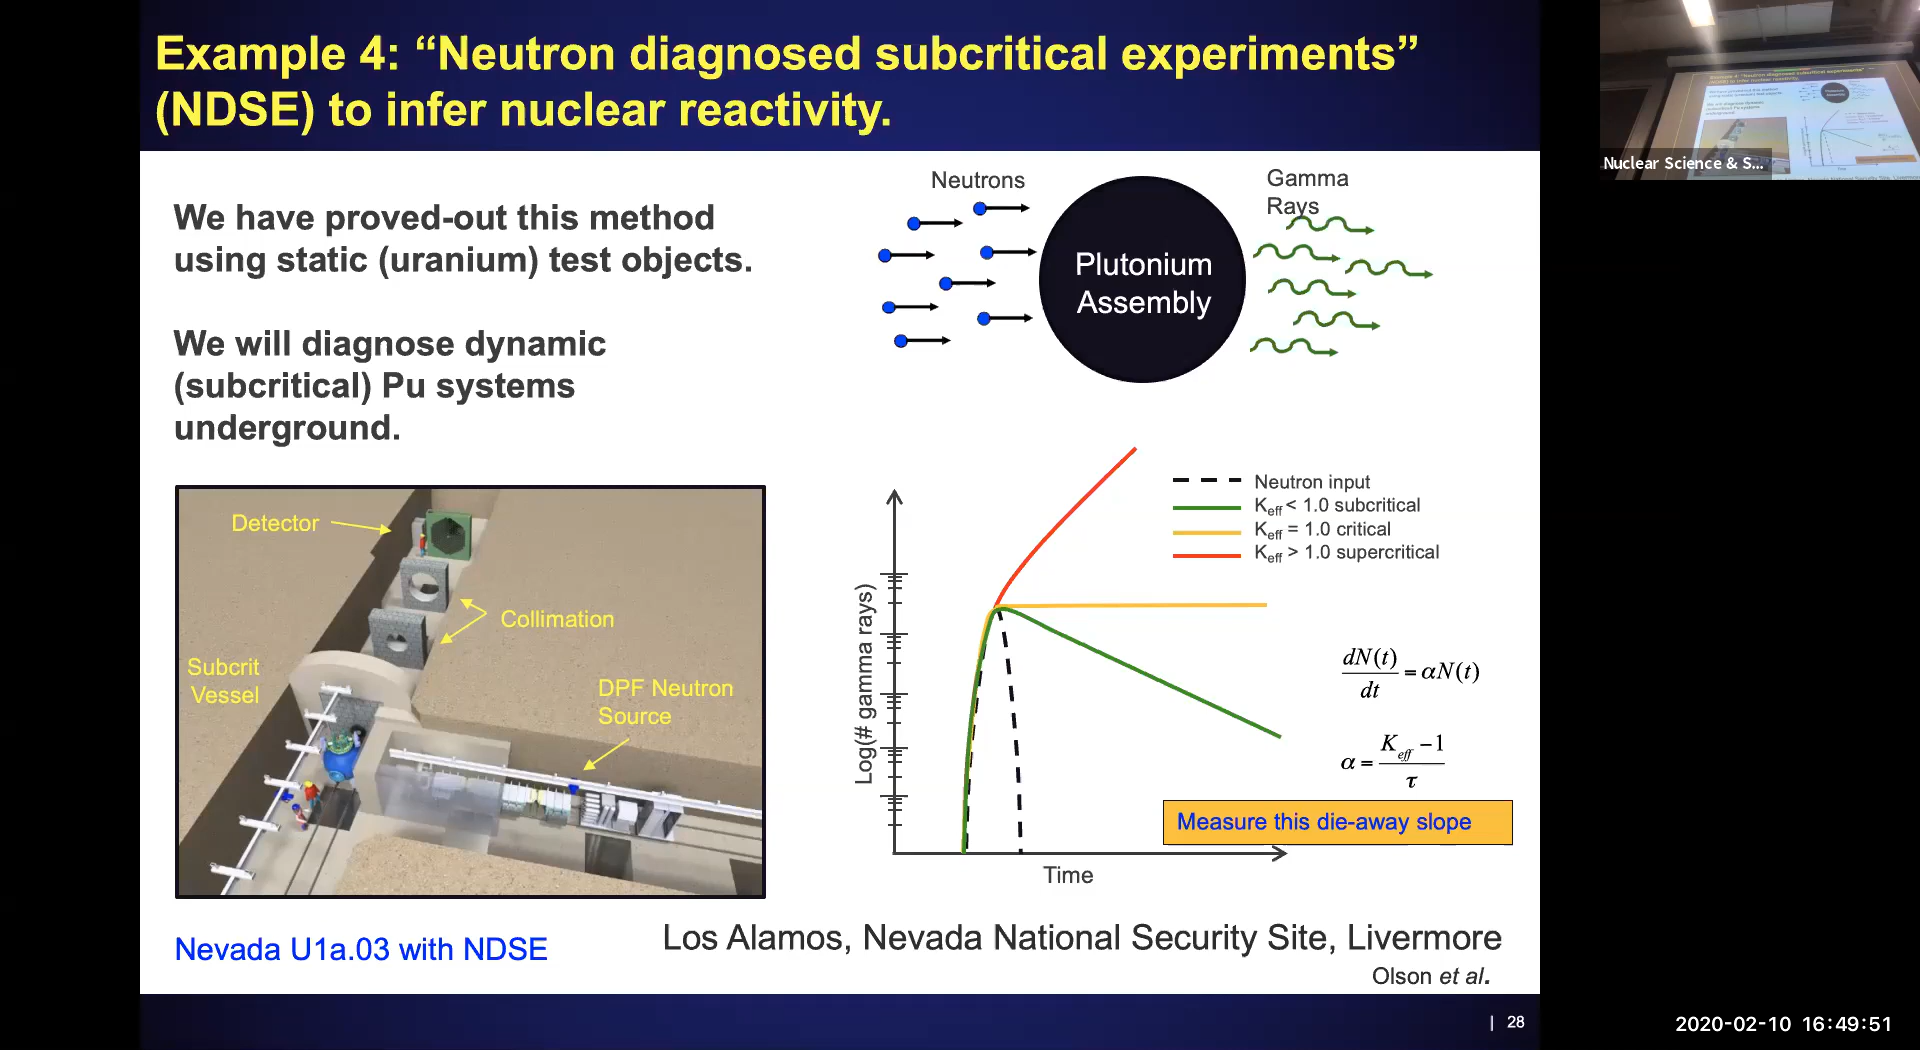 Example 4: “Neutron diagnosed subcritical experiments”
(NDSE) to infer nuclear reactivity.
We have proved-out this method
using static (uranium) test objects.
We will diagnose dynamic
(subcritical) Pu systems
underground.
Neutrons
Gamma
Rays
Plutonium
Assembly
Detector
Collimation
Subcrit
Vessel
DPF Neutron
Source
Nevada U1a.03 with NDSE
Log(# gamma rays)
Time
Neutron input
Keff < 1.0 subcritical
Keff = 1.0 critical
Keff > 1.0 supercritical
dN(t)/dt = αN(t)
α = (Keff −1)/τ
Measure this die-away slope
Los Alamos, Nevada National Security Site, Livermore
Olson et al.
| 28
Nuclear Science & S...
2020-02-10 16:49:51